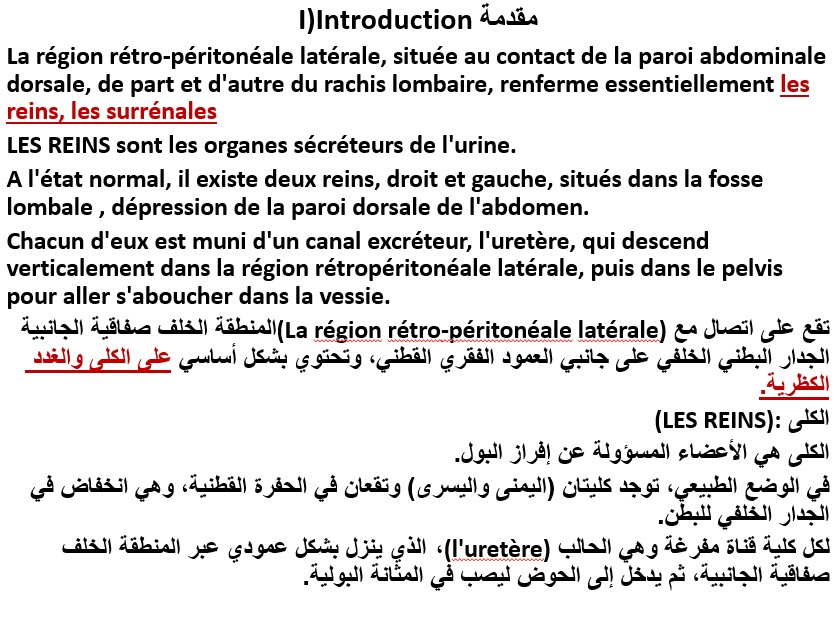 I)Introduction مقدمة
La région rétro-péritonéale latérale, située au contact de la paroi abdominale
dorsale, de part et d'autre du rachis lombaire, renferme essentiellement les
reins, les surrénales
LES REINS sont les organes sécréteurs de l'urine.
A l'état normal, il existe deux reins, droit et gauche, situés dans la fosse
lombale , dépression de la paroi dorsale de l'abdomen.
Chacun d'eux est muni d'un canal excréteur, l'uretère, qui descend
verticalement dans la région rétropéritonéale latérale, puis dans le pelvis
pour aller s'aboucher dans la vessie.
تقع على اتصال مع (La région rétro-péritonéale latérale)المنطقة الخلف صفاقية الجانبية
الجدار البطني الخلفي على جانبي العمود الفقري القطني، وتحتوي بشكل أساسي على الكلى والغدد
الكظرية.
الكلى :(LES REINS)
الكلى هي الأعضاء المسؤولة عن إفراز البول.
في الوضع الطبيعي، توجد كليتان (اليمنى واليسرى) وتقعان في الحفرة القطنية، وهي انخفاض في
الجدار الخلفي للبطن.
لكل كلية قناة مفرغة وهي الحالب (l'uretère)، الذي ينزل بشكل عمودي عبر المنطقة الخلف
صفاقية الجانبية، ثم يدخل إلى الحوض ليصب في المثانة البولية.